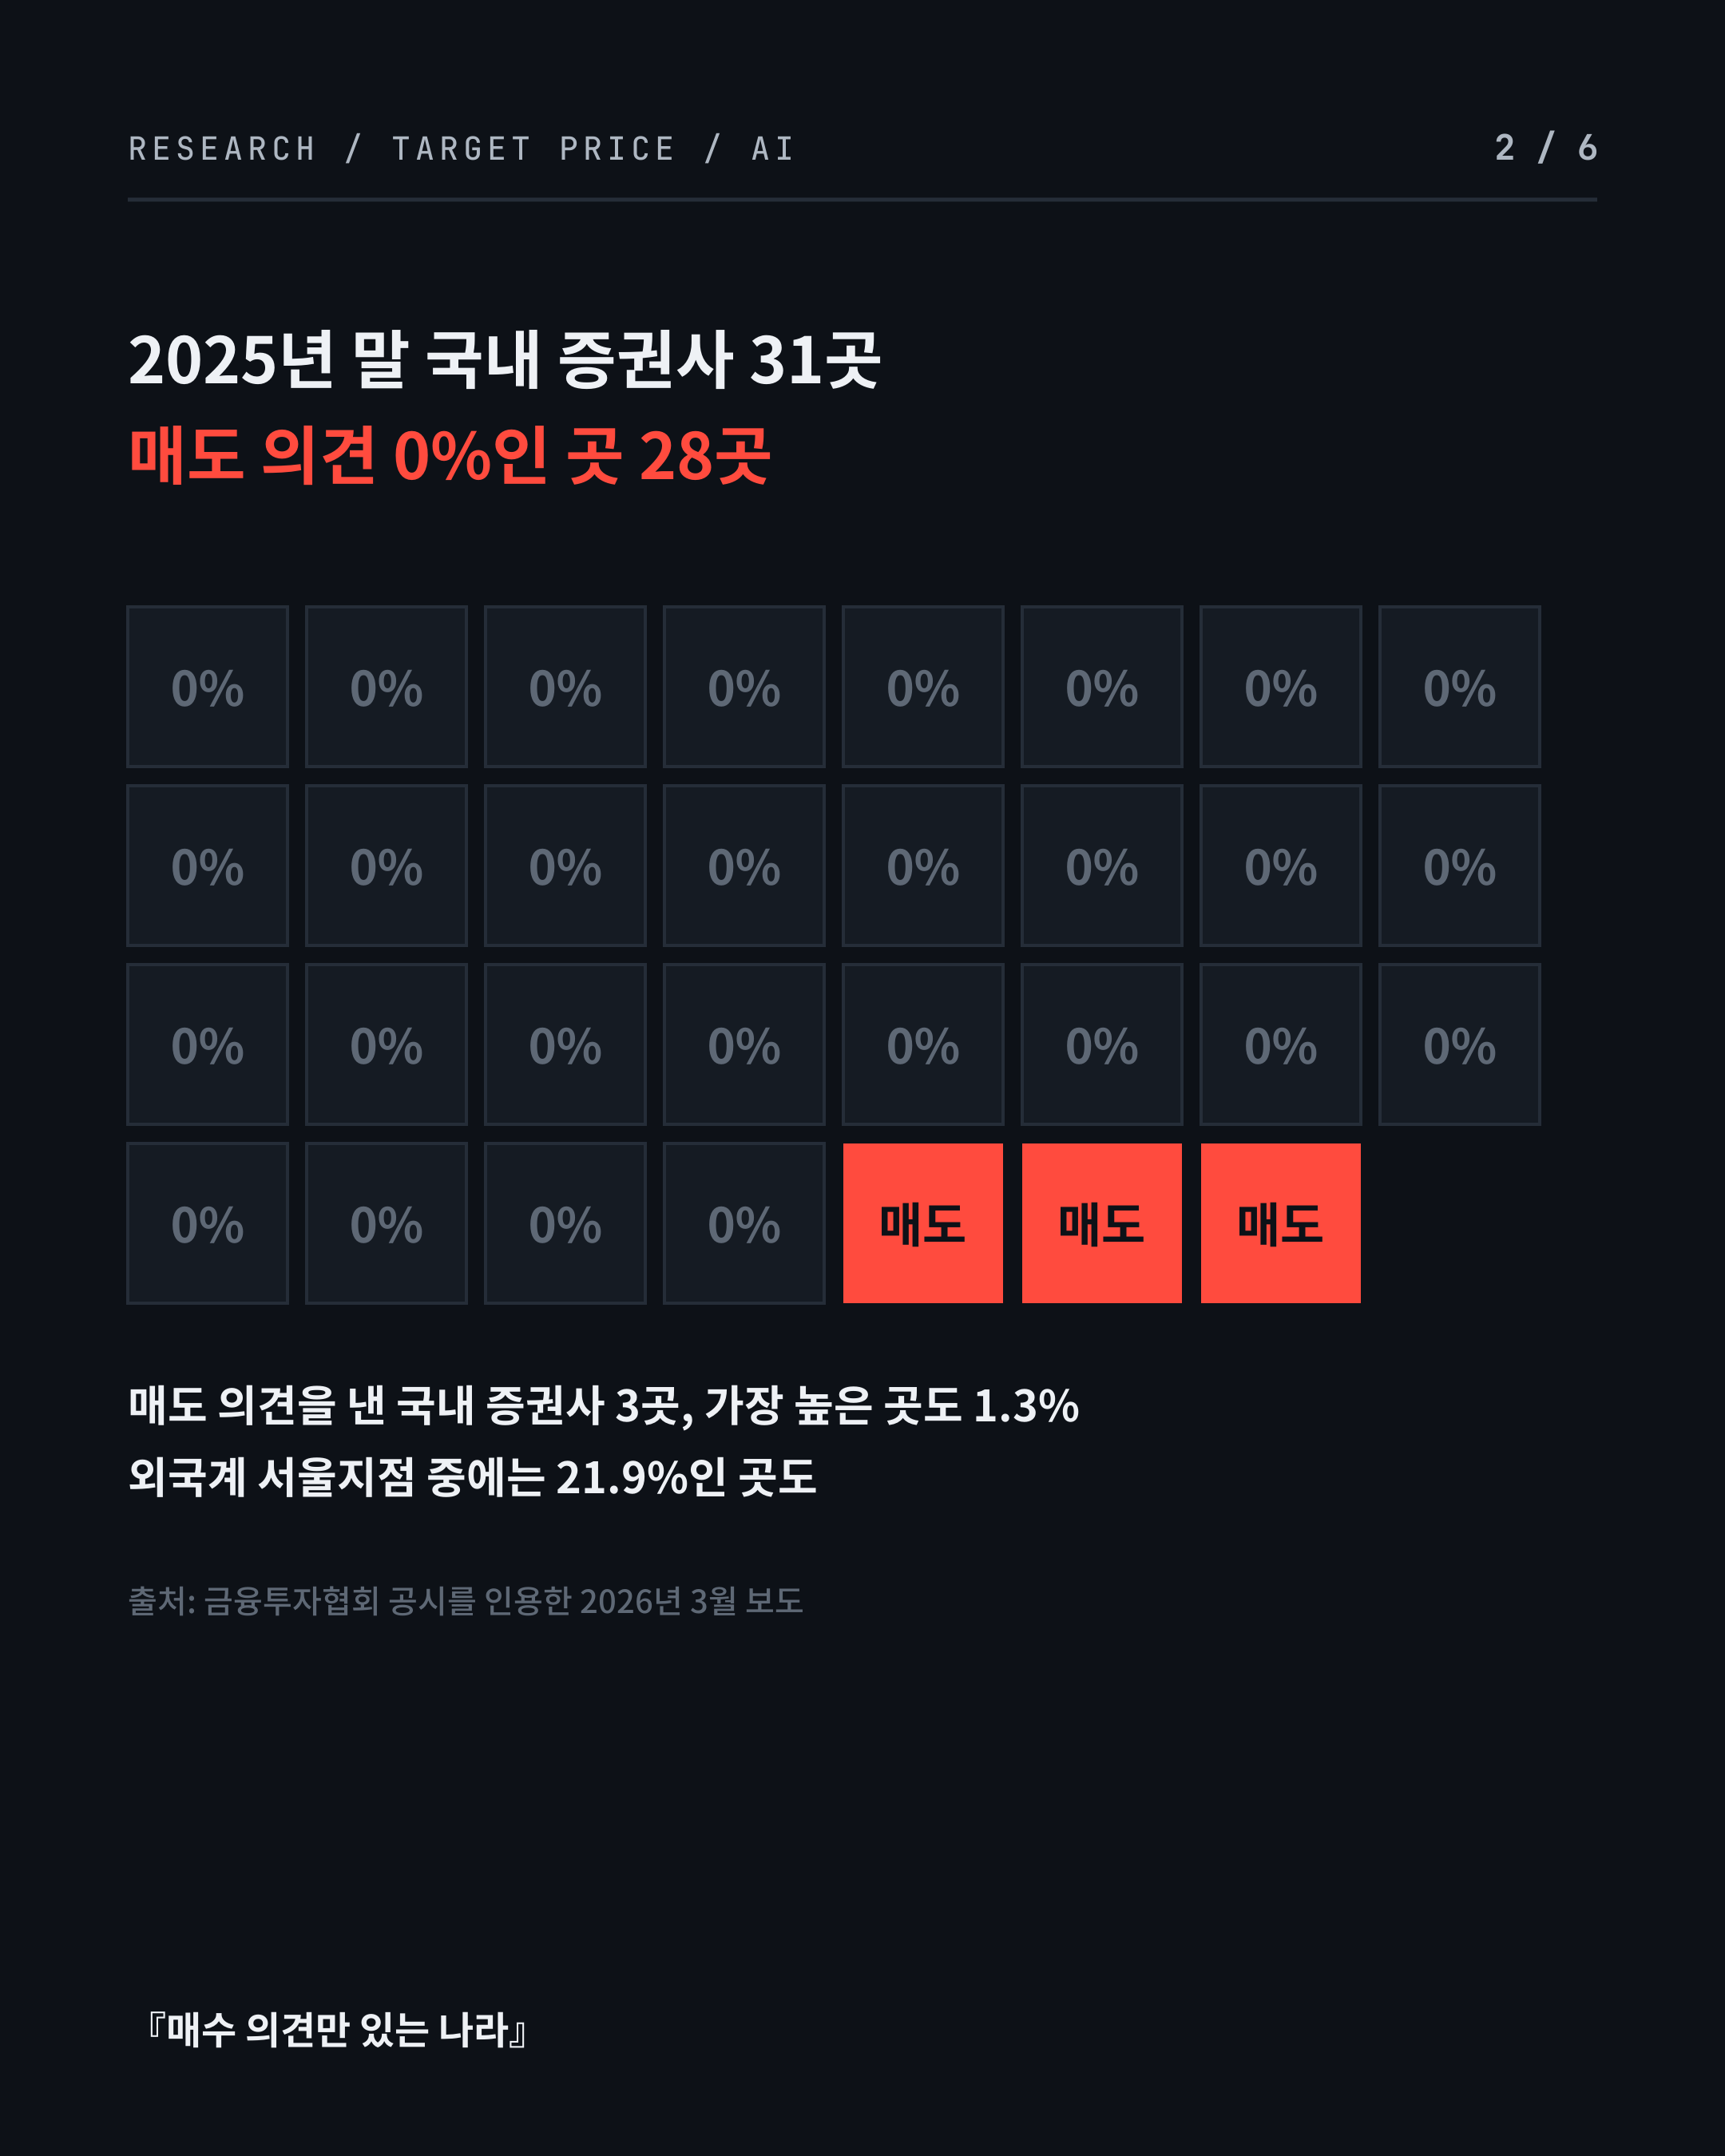 RESEARCH / TARGET PRICE / AI 2 / 6
2025년 말 국내 증권사 31곳
매도 의견 0%인 곳 28곳
0% 0% 0% 0% 0% 0% 0% 0%
0% 0% 0% 0% 0% 0% 0% 0%
0% 0% 0% 0% 0% 0% 0% 0%
0% 0% 0% 0% 매도 매도 매도
매도 의견을 낸 국내 증권사 3곳, 가장 높은 곳도 1.3%
외국계 서울지점 중에는 21.9%인 곳도
출처: 금융투자협회 공시를 인용한 2026년 3월 보도
『매수 의견만 있는 나라』